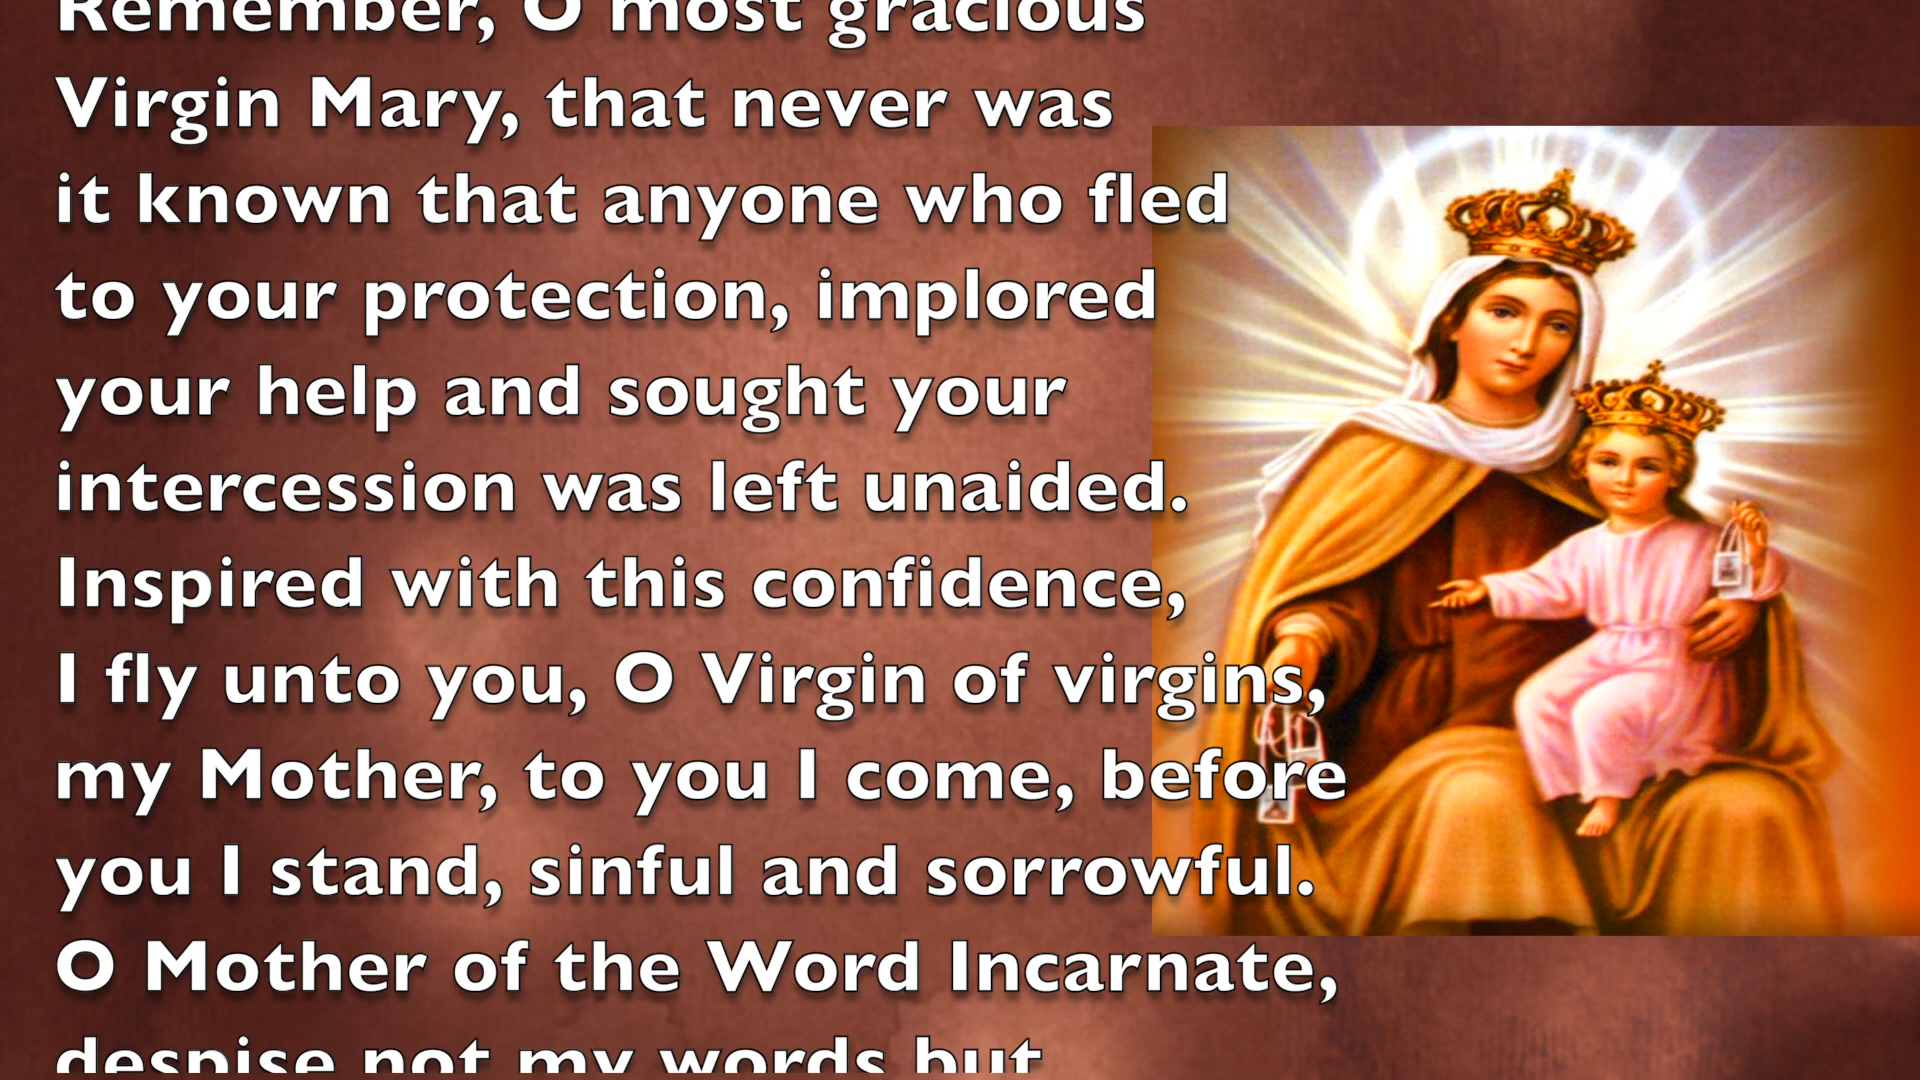 Remember, O most gracious
Virgin Mary, that never was
it known that anyone who fled
to your protection, implored
your help and sought your
intercession was left unaided.
Inspired with this confidence,
I fly unto you, O Virgin of virgins,
my Mother, to you I come, before
you I stand, sinful and sorrowful.
O Mother of the Word Incarnate,
despise not my words but